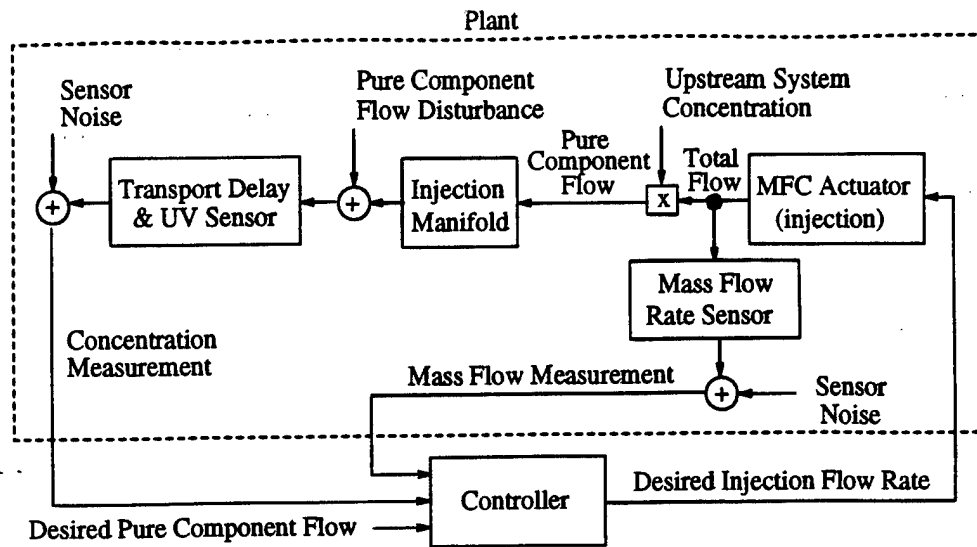 Plant
Sensor
Noise
Pure Component
Flow Disturbance
Upstream System
Concentration
Pure
Component
Flow
Total
Flow
Transport Delay
& UV Sensor
Injection
Manifold
MFC Actuator
(injection)
+
+
x
Mass Flow
Rate Sensor
Concentration
Measurement
Mass Flow Measurement
+
Sensor
Noise
Controller
Desired Injection Flow Rate
Desired Pure Component Flow